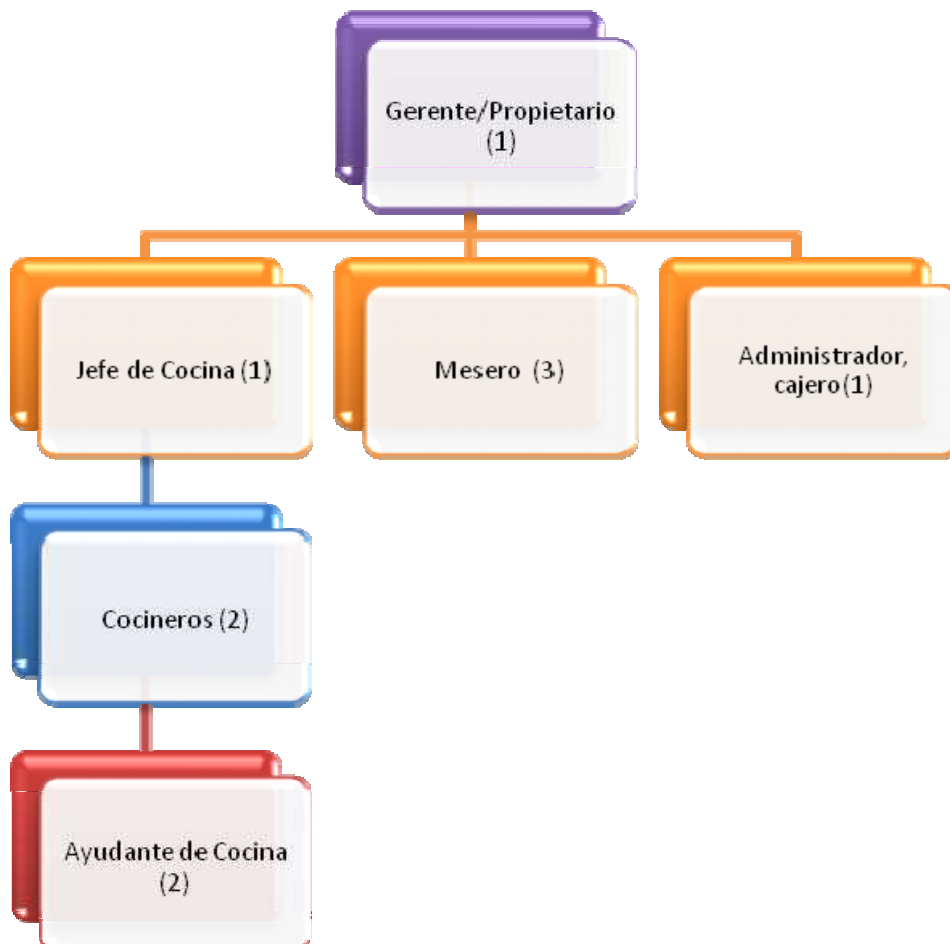 Gerente/Propietario
(1)
Jefe de Cocina (1)
Mesero (3)
Administrador,
cajero(1)
Cocineros (2)
Ayudante de Cocina
(2)